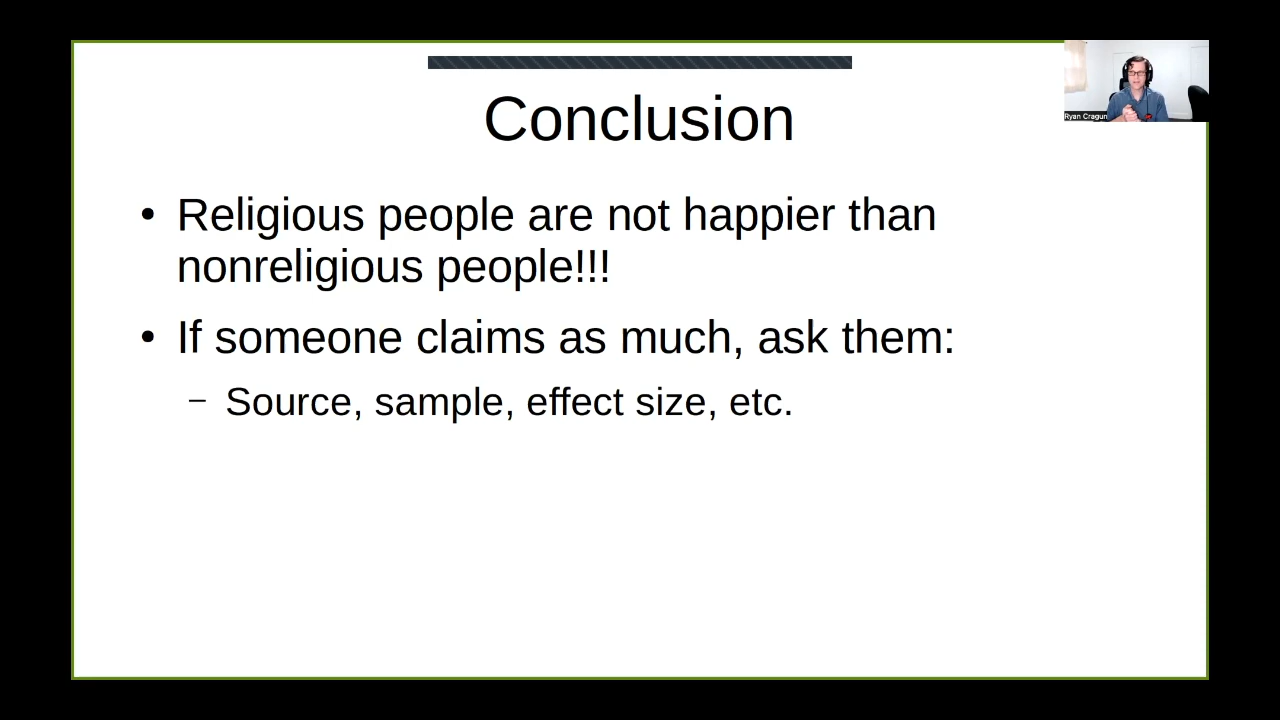 Conclusion
• Religious people are not happier than
nonreligious people!!!
• If someone claims as much, ask them:
– Source, sample, effect size, etc.
Ryan Cragun